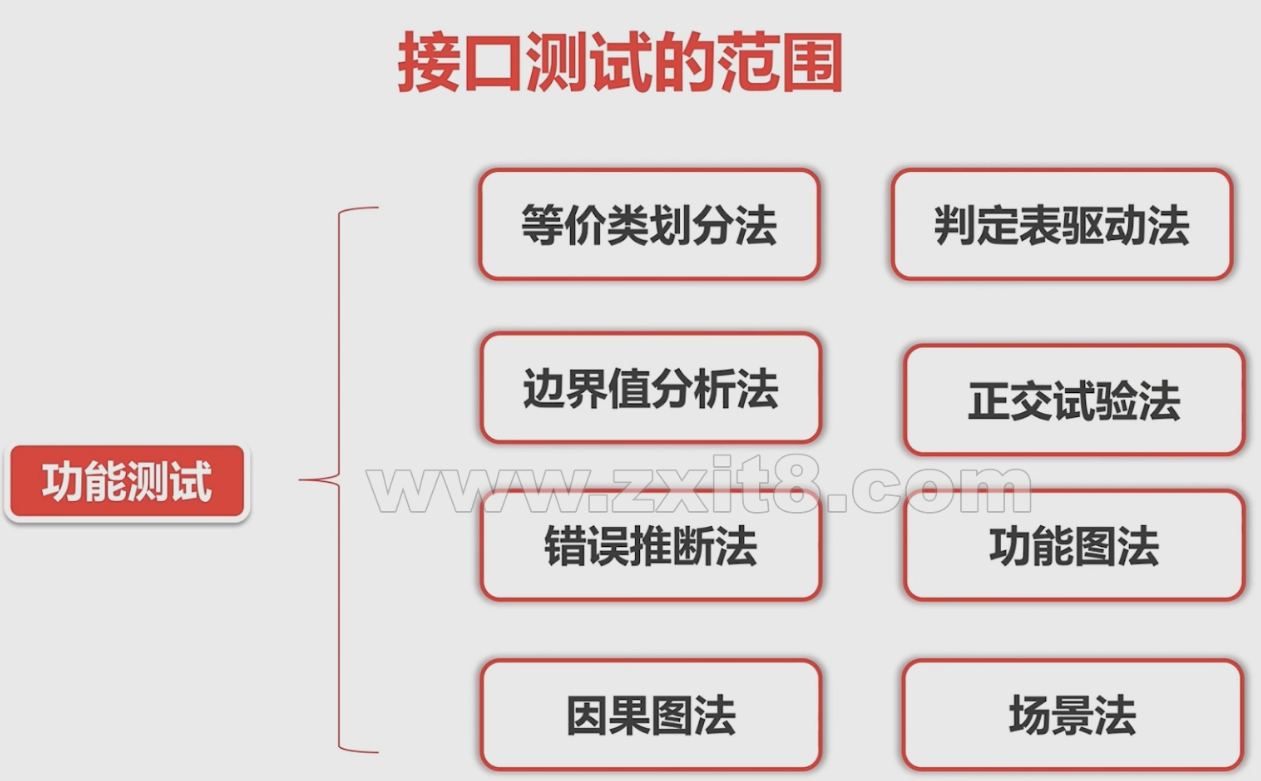 接口测试的范围
等价类划分法
判定表驱动法
边界值分析法
正交试验法
功能测试
www.zxit8.com
错误推断法
功能图法
因果图法
场景法